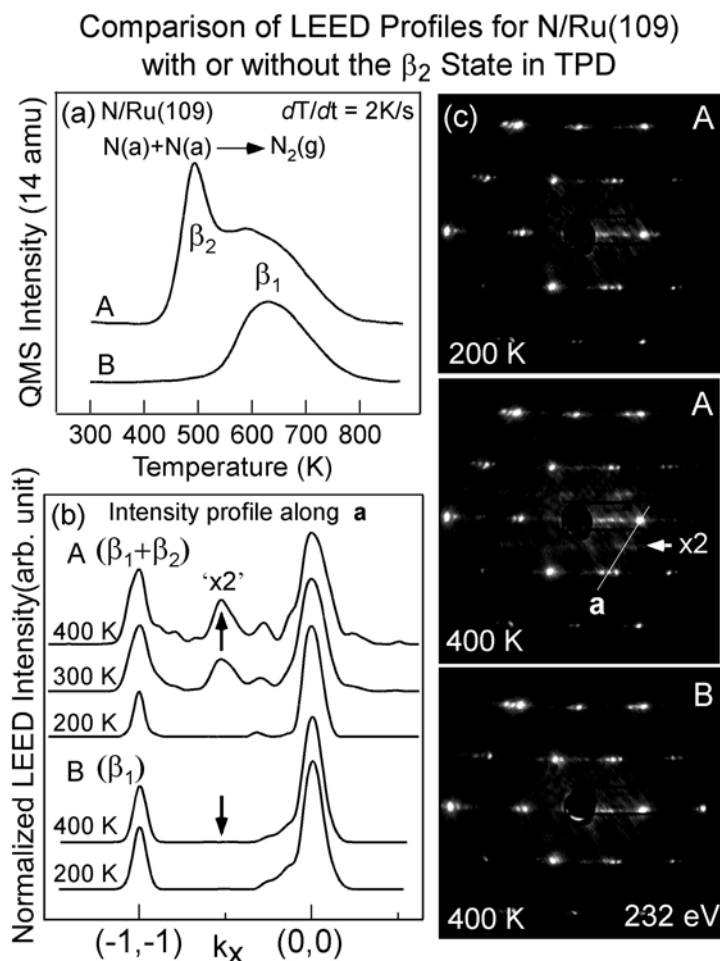 Comparison of LEED Profiles for N/Ru(109)
with or without the β₂ State in TPD
(a) N/Ru(109) dT/dt = 2K/s
N(a)+N(a) ⟶ N₂(g)
β₂
β₁
A
B
QMS Intensity (14 amu)
300 400 500 600 700 800
Temperature (K)
(b) Intensity profile along a
A (β₁+β₂)
'x2'
400 K
300 K
200 K
B (β₁)
400 K
200 K
Normalized LEED Intensity(arb. unit)
(-1,-1) kₓ (0,0)
(c) A
200 K
A
x2
a
400 K
B
400 K 232 eV